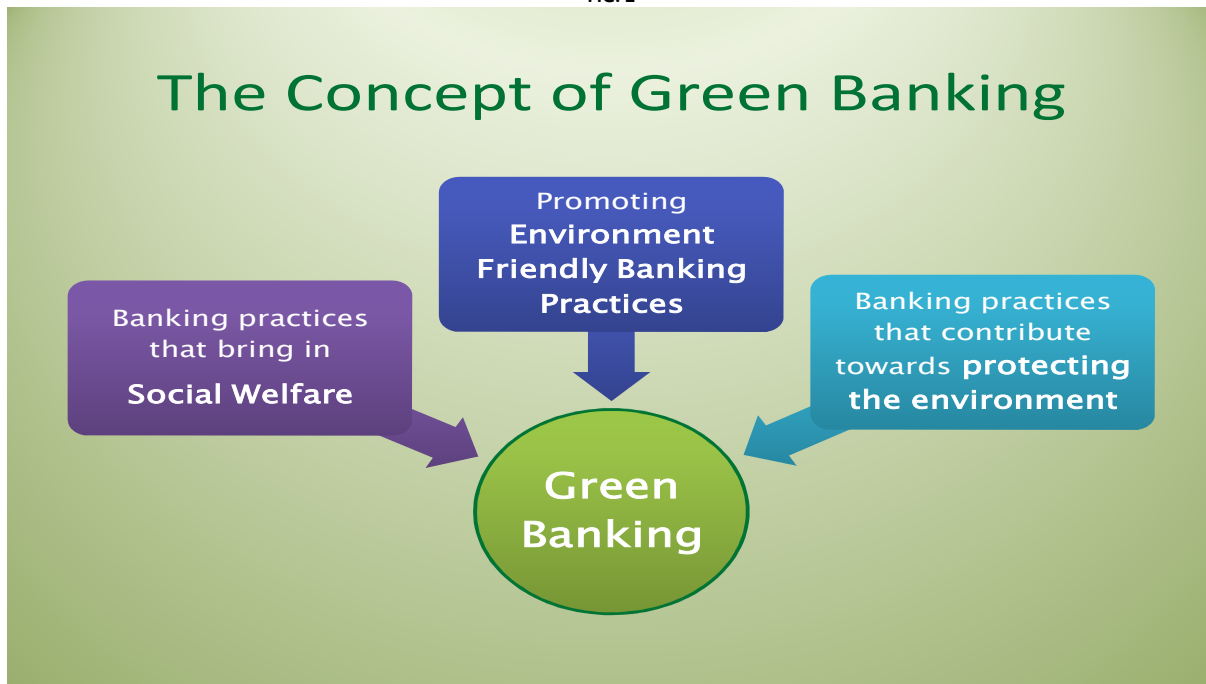 The Concept of Green Banking
Promoting
Environment
Friendly Banking
Practices
Banking practices
that bring in
Social Welfare
Banking practices
that contribute
towards protecting
the environment
Green
Banking